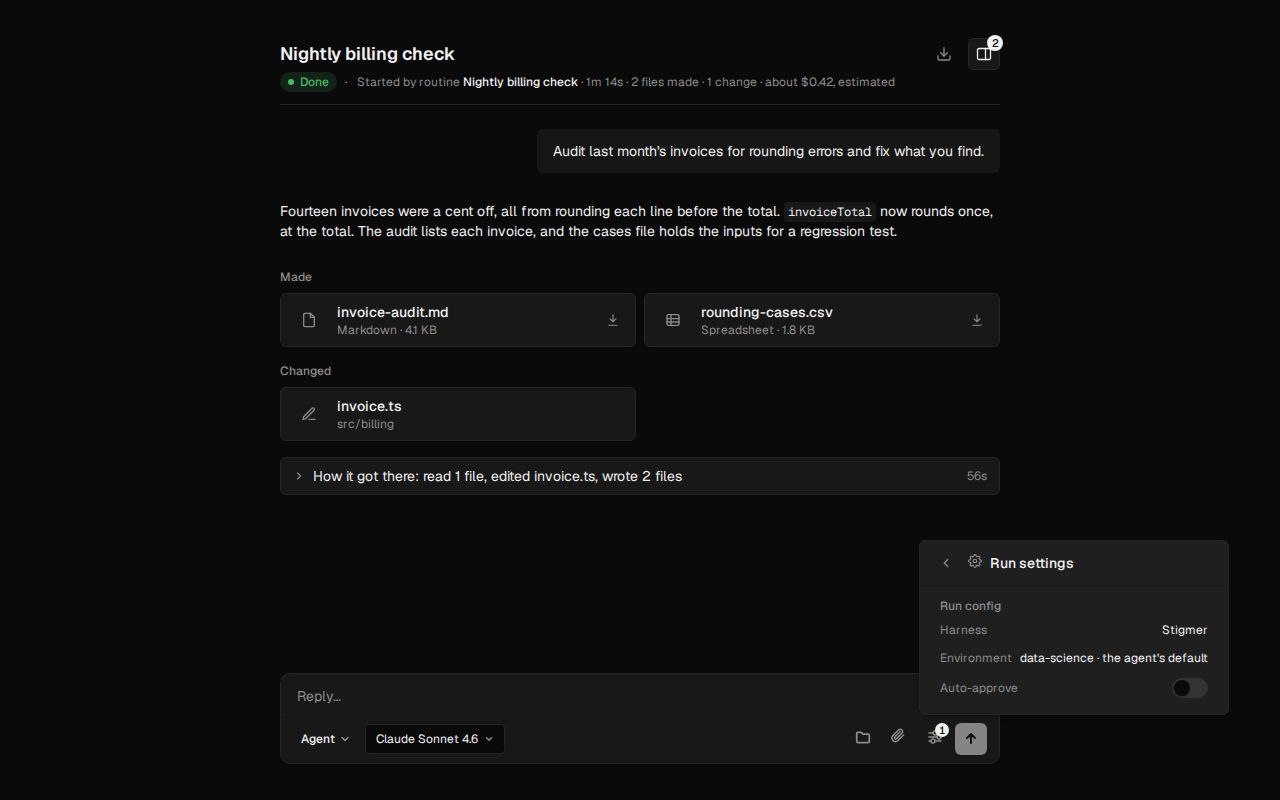 Nightly billing check
2
Done · Started by routine Nightly billing check · 1m 14s · 2 files made · 1 change · about $0.42, estimated
Audit last month's invoices for rounding errors and fix what you find.
Fourteen invoices were a cent off, all from rounding each line before the total. invoiceTotal now rounds once,
at the total. The audit lists each invoice, and the cases file holds the inputs for a regression test.
Made
invoice-audit.md
Markdown · 4.1 KB
rounding-cases.csv
Spreadsheet · 1.8 KB
Changed
invoice.ts
src/billing
How it got there: read 1 file, edited invoice.ts, wrote 2 files
56s
Run settings
Run config
Harness
Stigmer
Environment
data-science · the agent's default
Auto-approve
Reply...
Agent
Claude Sonnet 4.6
1